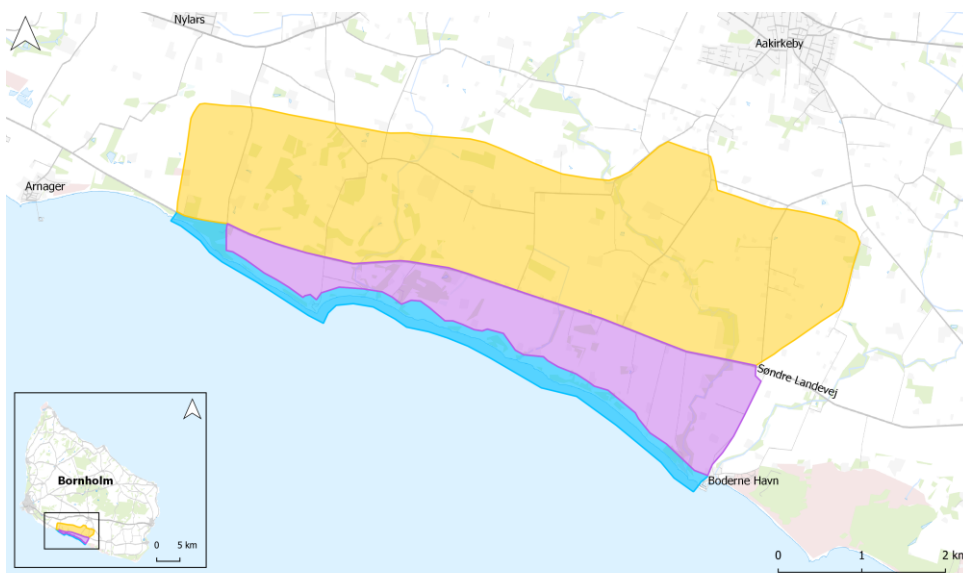 Nylars
Aakirkeby
Arnager
Søndre Landevej
Boderne Havn
Bornholm
0 5 km
0 1 2 km